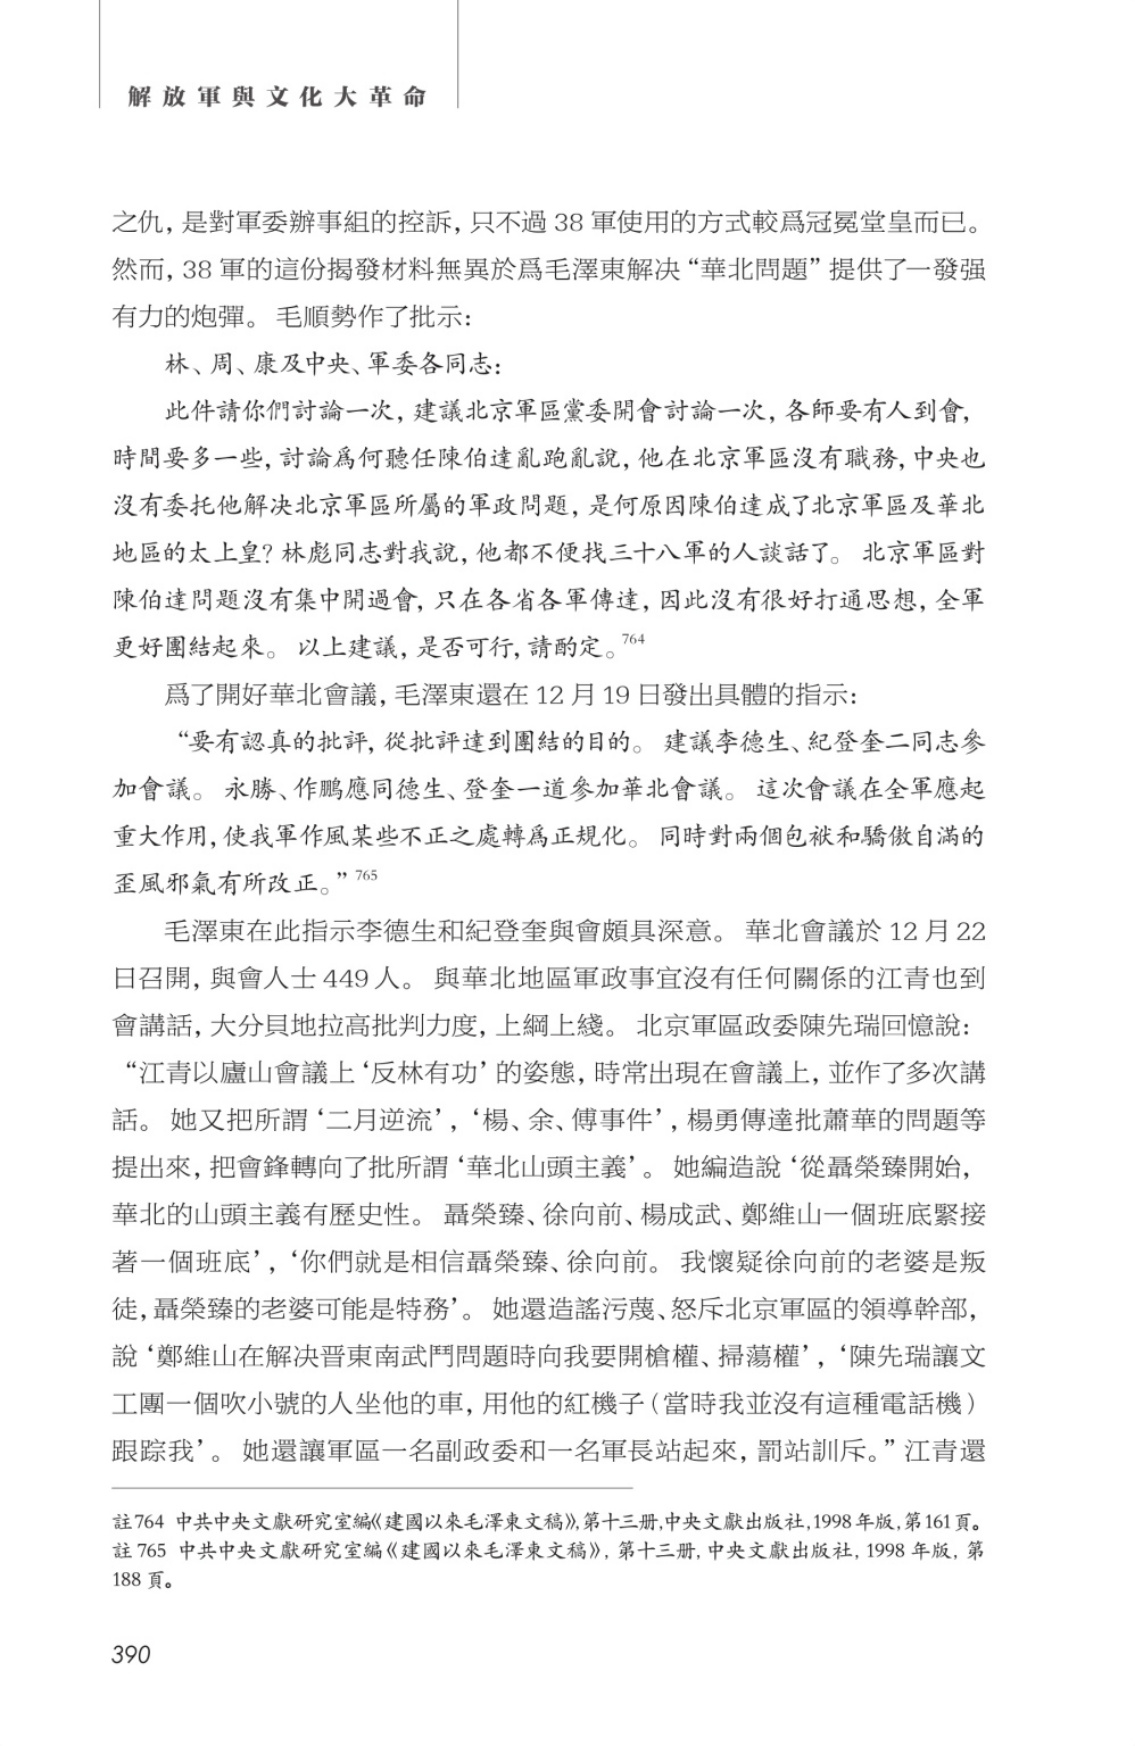 解放軍與文化大革命
之仇，是對軍委辦事組的控訴，只不過 38 軍使用的方式較爲冠冕堂皇而已。
然而，38 軍的這份揭發材料無異於爲毛澤東解決“華北問題”提供了一發强
有力的炮彈。毛順勢作了批示：
林、周、康及中央、軍委各同志：
此件請你們討論一次，建議北京軍區黨委開會討論一次，各師要有人到會，
時間要多一些，討論爲何聽任陳伯達亂跑亂說，他在北京軍區沒有職務，中央也
沒有委托他解决北京軍區所屬的軍政問題，是何原因陳伯達成了北京軍區及華北
地區的太上皇？林彪同志對我說，他都不便找三十八軍的人談話了。北京軍區對
陳伯達問題沒有集中開過會，只在各省各軍傳達，因此沒有很好打通思想，全軍
更好團結起來。以上建議，是否可行，請酌定。764
爲了開好華北會議，毛澤東還在 12 月 19 日發出具體的指示：
“要有認真的批評，從批評達到團結的目的。建議李德生、紀登奎二同志參
加會議。永勝、作鵬應同德生、登奎一道參加華北會議。這次會議在全軍應起
重大作用，使我軍作風某些不正之處轉爲正規化。同時對兩個包袱和驕傲自滿的
歪風邪氣有所改正。”765
毛澤東在此指示李德生和紀登奎與會頗具深意。華北會議於 12 月 22
日召開，與會人士 449 人。與華北地區軍政事宜沒有任何關係的江青也到
會講話，大分貝地拉高批判力度，上綱上綫。北京軍區政委陳先瑞回憶說：
“江青以廬山會議上‘反林有功’的姿態，時常出現在會議上，並作了多次講
話。她又把所謂‘二月逆流’，‘楊、余、傅事件’，楊勇傳達批蕭華的問題等
提出來，把會鋒轉向了批所謂‘華北山頭主義’。她編造說‘從聶榮臻開始，
華北的山頭主義有歷史性。聶榮臻、徐向前、楊成武、鄭維山一個班底緊接
著一個班底’，‘你們就是相信聶榮臻、徐向前。我懷疑徐向前的老婆是叛
徒，聶榮臻的老婆可能是特務’。她還造謠污蔑、怒斥北京軍區的領導幹部，
說‘鄭維山在解决晋東南武鬥問題時向我要開槍權、掃蕩權’，‘陳先瑞讓文
工團一個吹小號的人坐他的車，用他的紅機子（當時我並沒有這種電話機）
跟踪我’。她還讓軍區一名副政委和一名軍長站起來，罰站訓斥。”江青還
註764 中共中央文獻研究室編《建國以來毛澤東文稿》，第十三册，中央文獻出版社，1998 年版，第161頁。
註 765 中共中央文獻研究室編《建國以來毛澤東文稿》，第十三册，中央文獻出版社，1998 年版，第
188 頁。
390